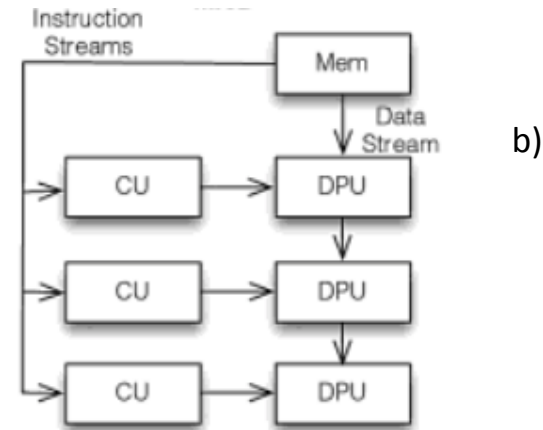 Instruction
Streams
Mem
Data
Stream
b)
CU
DPU
CU
DPU
CU
DPU